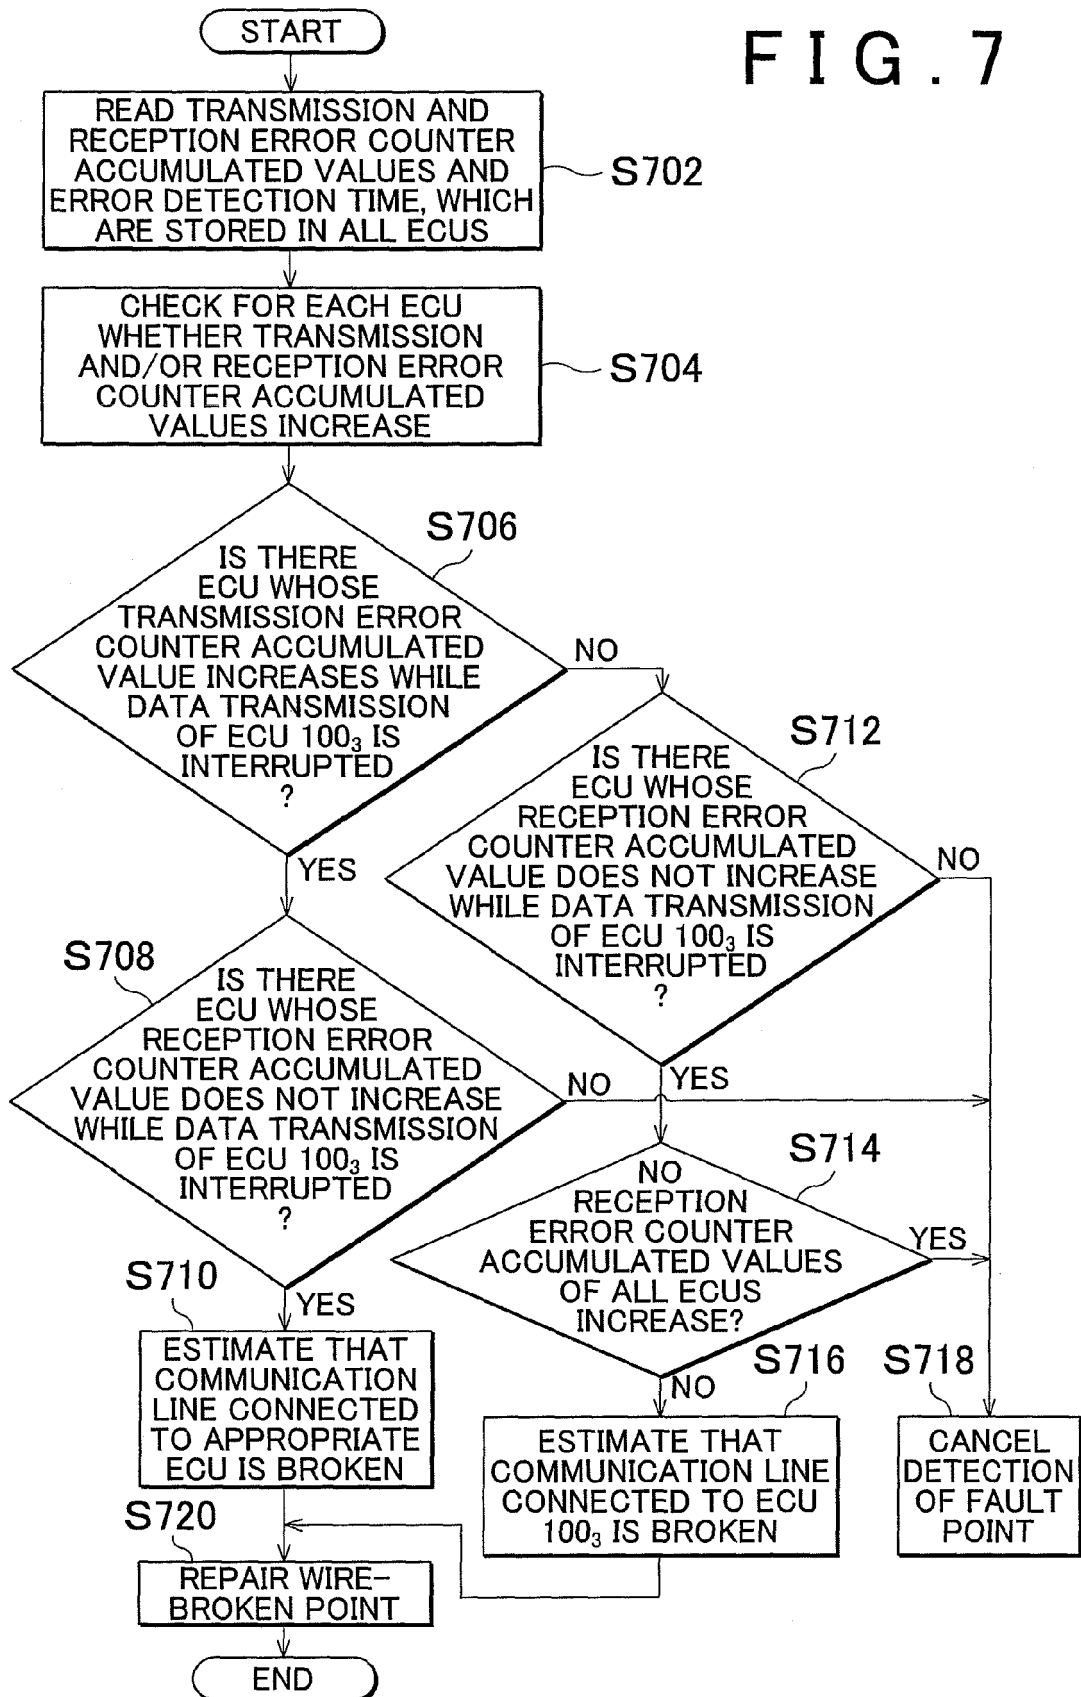 FIG.7
START
READ TRANSMISSION AND
RECEPTION ERROR COUNTER
ACCUMULATED VALUES AND
ERROR DETECTION TIME, WHICH
ARE STORED IN ALL ECUS
S702
CHECK FOR EACH ECU
WHETHER TRANSMISSION
AND/OR RECEPTION ERROR
COUNTER ACCUMULATED
VALUES INCREASE
S704
S706
IS THERE
ECU WHOSE
TRANSMISSION ERROR
COUNTER ACCUMULATED
VALUE INCREASES WHILE
DATA TRANSMISSION
OF ECU 100₃ IS
INTERRUPTED
?
NO
YES
S712
IS THERE
ECU WHOSE
RECEPTION ERROR
COUNTER ACCUMULATED
VALUE DOES NOT INCREASE
WHILE DATA TRANSMISSION
OF ECU 100₃ IS
INTERRUPTED
?
NO
YES
S708
IS THERE
ECU WHOSE
RECEPTION ERROR
COUNTER ACCUMULATED
VALUE DOES NOT INCREASE
WHILE DATA TRANSMISSION
OF ECU 100₃ IS
INTERRUPTED
?
NO
YES
S714
NO
RECEPTION
ERROR COUNTER
ACCUMULATED VALUES
OF ALL ECUS
INCREASE?
YES
NO
S710
ESTIMATE THAT
COMMUNICATION
LINE CONNECTED
TO APPROPRIATE
ECU IS BROKEN
S716
ESTIMATE THAT
COMMUNICATION LINE
CONNECTED TO ECU
100₃ IS BROKEN
S718
CANCEL
DETECTION
OF FAULT
POINT
S720
REPAIR WIRE-
BROKEN POINT
END